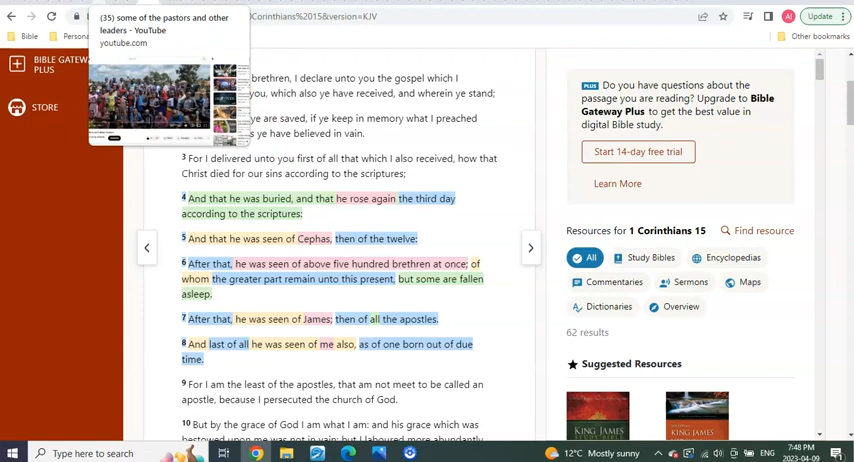 (35) some of the pastors and other
leaders - YouTube
youtube.com
Corinthians%2015&version=KJV
AI
Update
Bible
Persona
Other bookmarks
BIBLE GATEWAY
PLUS
STORE
brethren, I declare unto you the gospel which I
you, which also ye have received, and wherein ye stand;
ye are saved, if ye keep in memory what I preached
s ye have believed in vain.
3 For I delivered unto you first of all that which I also received, how that
Christ died for our sins according to the scriptures;
4 And that he was buried, and that he rose again the third day
according to the scriptures:
5 And that he was seen of Cephas, then of the twelve:
6 After that, he was seen of above five hundred brethren at once; of
whom the greater part remain unto this present, but some are fallen
asleep.
7 After that, he was seen of James; then of all the apostles.
8 And last of all he was seen of me also, as of one born out of due
time.
9 For I am the least of the apostles, that am not meet to be called an
apostle, because I persecuted the church of God.
10 But by the grace of God I am what I am: and his grace which was
bestowed upon me was not in vain; but I laboured more abundantly
PLUS Do you have questions about the
passage you are reading? Upgrade to Bible
Gateway Plus to get the best value in
digital Bible study.
Start 14-day free trial
Learn More
Resources for 1 Corinthians 15
Find resource
All
Study Bibles
Encyclopedias
Commentaries
Sermons
Maps
Dictionaries
Overview
62 results
Suggested Resources
KING JAMES
KING JAMES
Type here to search
12°C Mostly sunny
ENG
7:48 PM
2023-04-09